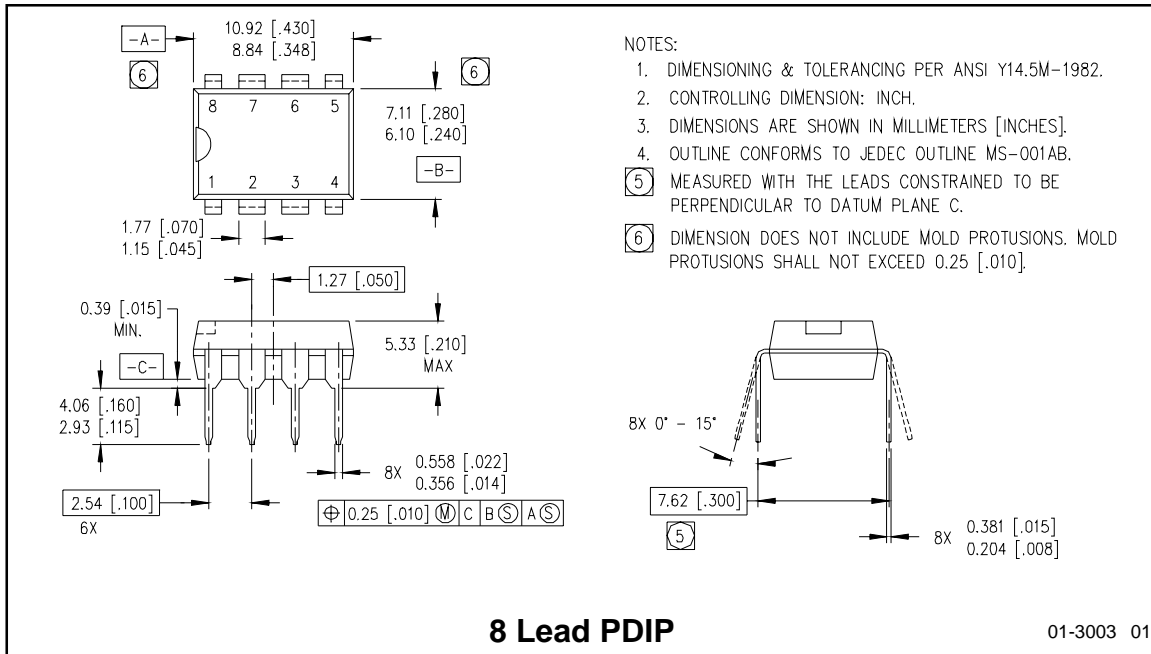 10.92 [.430]
8.84 [.348]
-A-
6
6
8 7 6 5
7.11 [.280]
6.10 [.240]
-B-
1 2 3 4
1.77 [.070]
1.15 [.045]
1.27 [.050]
0.39 [.015]
MIN.
5.33 [.210]
MAX
-C-
4.06 [.160]
2.93 [.115]
8X 0.558 [.022]
0.356 [.014]
2.54 [.100]
6X
⌖ 0.25 [.010] Ⓜ C B Ⓢ A Ⓢ
NOTES:
1. DIMENSIONING & TOLERANCING PER ANSI Y14.5M-1982.
2. CONTROLLING DIMENSION: INCH.
3. DIMENSIONS ARE SHOWN IN MILLIMETERS [INCHES].
4. OUTLINE CONFORMS TO JEDEC OUTLINE MS-001AB.
5 MEASURED WITH THE LEADS CONSTRAINED TO BE
PERPENDICULAR TO DATUM PLANE C.
6 DIMENSION DOES NOT INCLUDE MOLD PROTUSIONS. MOLD
PROTUSIONS SHALL NOT EXCEED 0.25 [.010].
8X 0° - 15°
7.62 [.300]
5
8X 0.381 [.015]
0.204 [.008]
8 Lead PDIP
01-3003 01